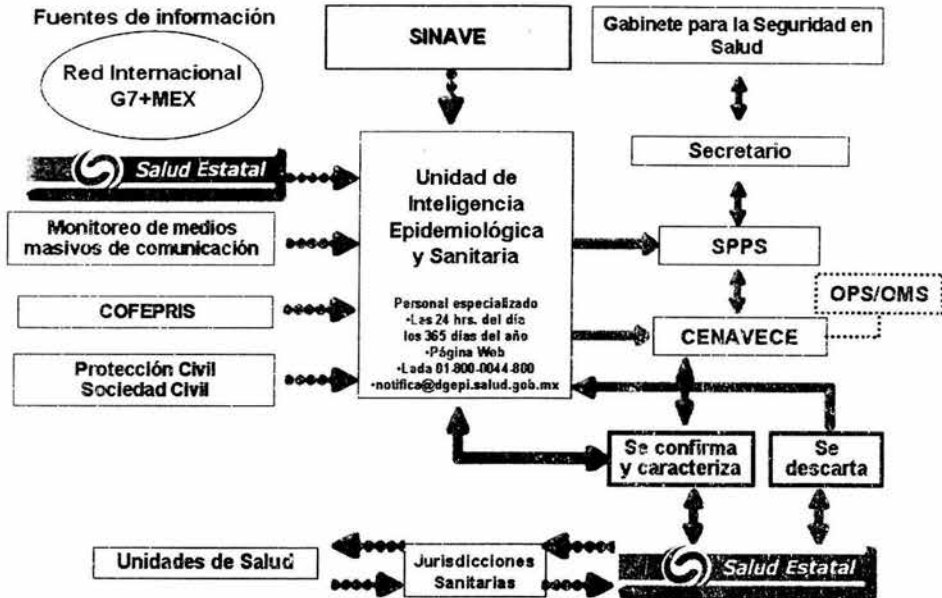 Fuentes de información
Red Internacional
G7+MEX
Salud Estatal
Monitoreo de medios
masivos de comunicación
COFEPRIS
Protección Civil
Sociedad Civil
SINAVE
Unidad de
Inteligencia
Epidemiológica
y Sanitaria
Personal especializado
•Las 24 hrs. del día
los 365 días del año
•Página Web
•Lada 01-800-0044-800
•notifica@dgepi.salud.gob.mx
Gabinete para la Seguridad en
Salud
Secretario
SPPS
OPS/OMS
CENAVECE
Se confirma
y caracteriza
Se
descarta
Unidades de Salud
Jurisdicciones
Sanitarias
Salud Estatal